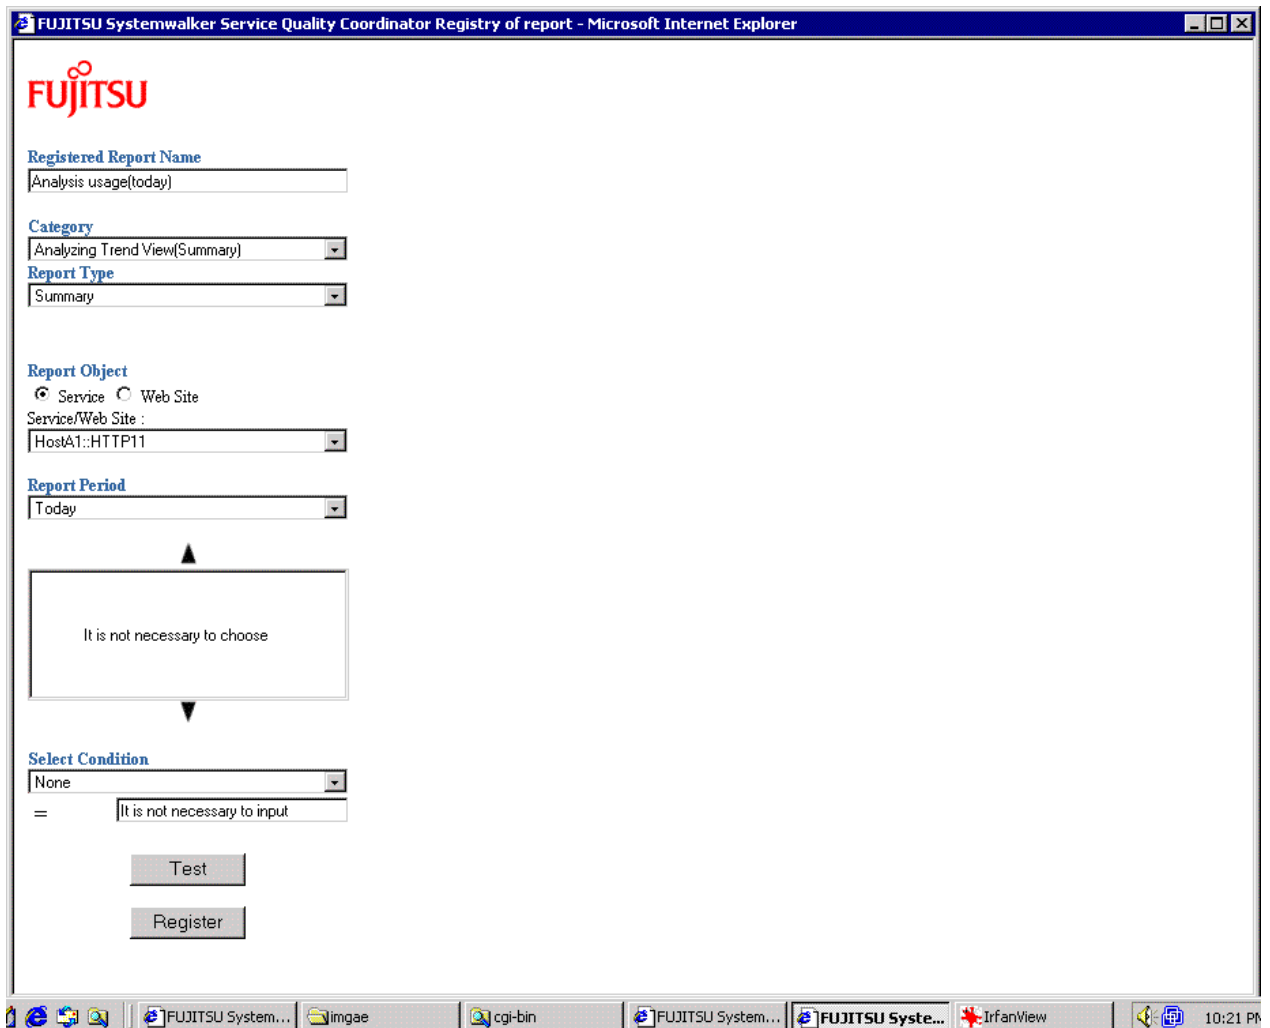 FUJITSU Systemwalker Service Quality Coordinator Registry of report - Microsoft Internet Explorer
FUJITSU
Registered Report Name
Analysis usage(today)
Category
Analyzing Trend View(Summary)
Report Type
Summary
Report Object
Service Web Site
Service/Web Site :
HostA1::HTTP11
Report Period
Today
It is not necessary to choose
Select Condition
None
= It is not necessary to input
Test
Register
FUJITSU System... imgae cgi-bin FUJITSU System... FUJITSU Syste... IrfanView 10:21 PM